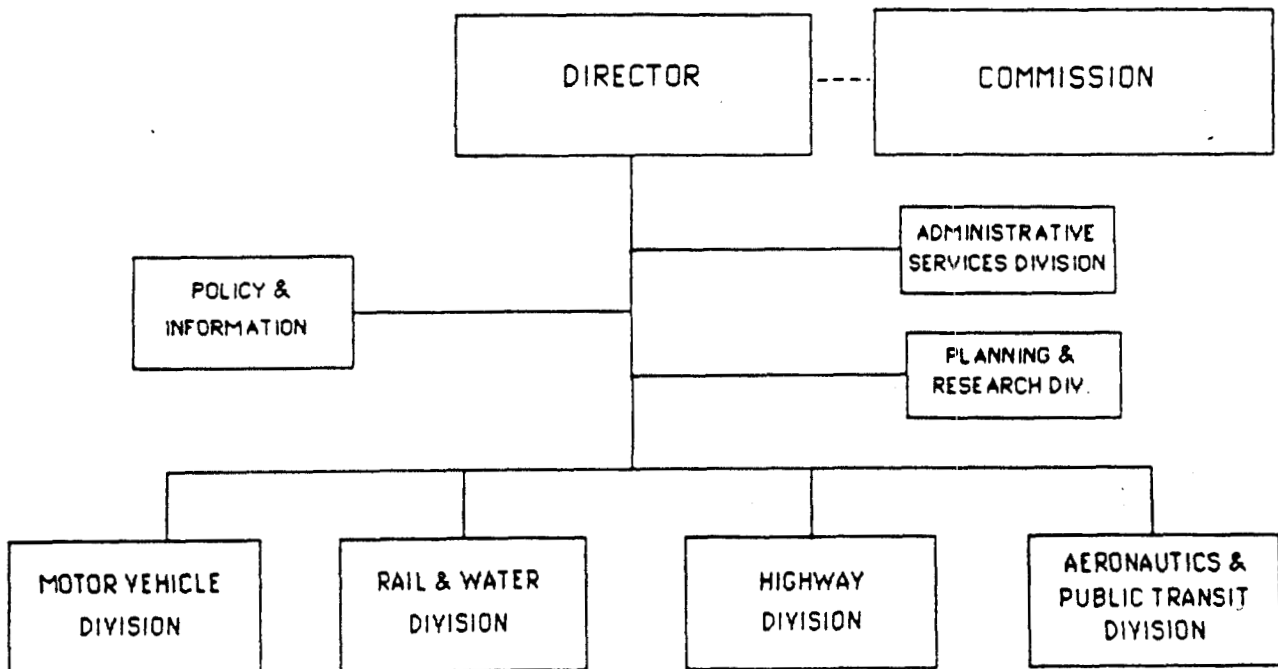 DIRECTOR
COMMISSION
ADMINISTRATIVE
SERVICES DIVISION
POLICY &
INFORMATION
PLANNING &
RESEARCH DIV.
MOTOR VEHICLE
DIVISION
RAIL & WATER
DIVISION
HIGHWAY
DIVISION
AERONAUTICS &
PUBLIC TRANSIT
DIVISION